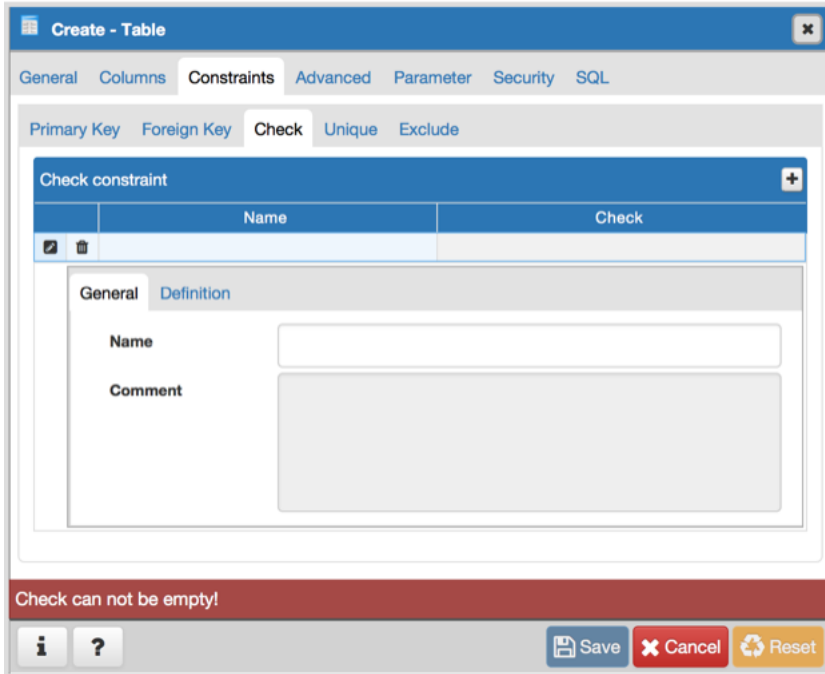 Create - Table
General Columns Constraints Advanced Parameter Security SQL
Primary Key Foreign Key Check Unique Exclude
Check constraint
Name Check
General Definition
Name
Comment
Check can not be empty!
i ? Save Cancel Reset